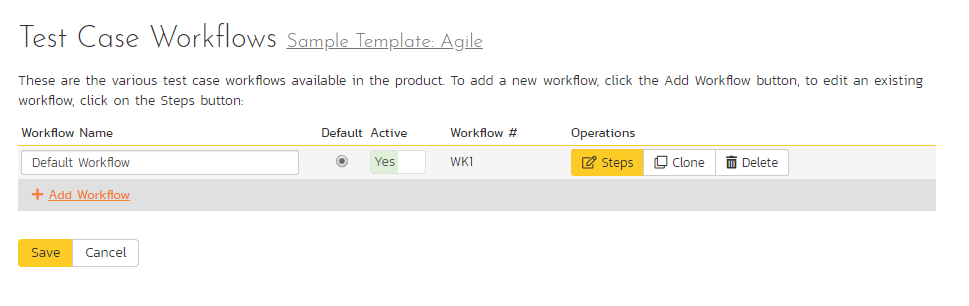 Test Case Workflows Sample Template: Agile
These are the various test case workflows available in the product. To add a new workflow, click the Add Workflow button, to edit an existing
workflow, click on the Steps button:
Workflow Name Default Active Workflow # Operations
Default Workflow Yes WK1 Steps Clone Delete
Add Workflow
Save Cancel